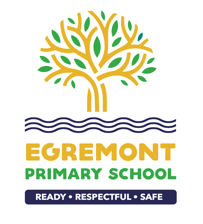 EGREMONT
PRIMARY SCHOOL
READY • RESPECTFUL • SAFE